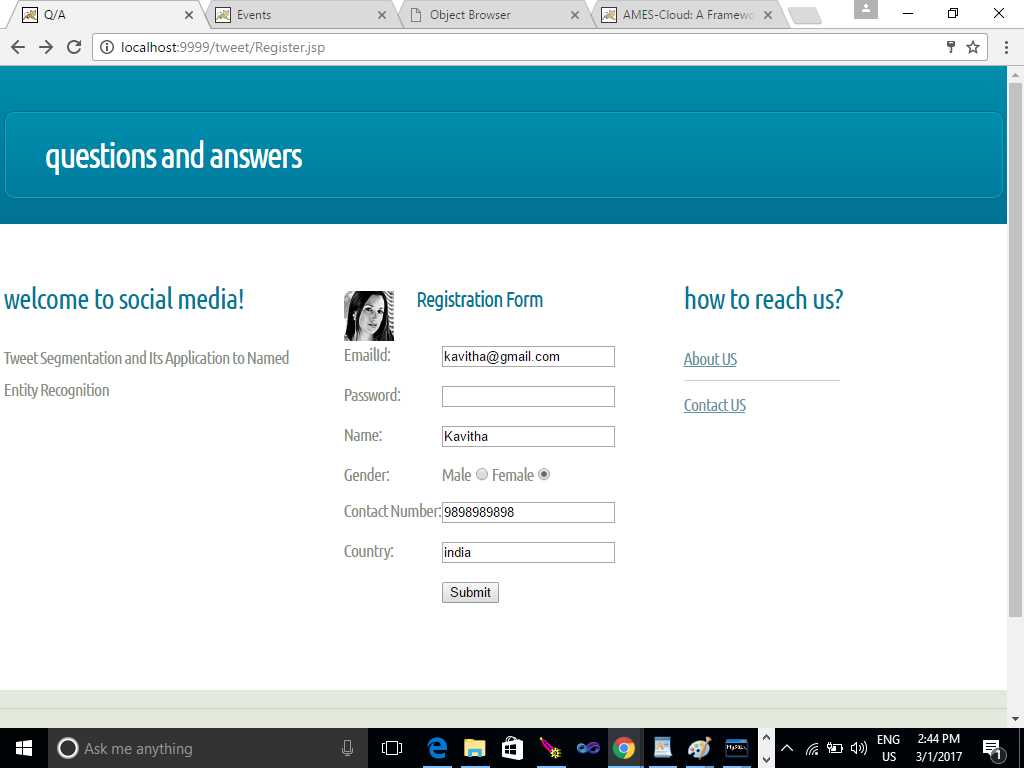 Q/A
Events
Object Browser
AMES-Cloud: A Framewo
localhost:9999/tweet/Register.jsp
questions and answers
welcome to social media!
Tweet Segmentation and Its Application to Named
Entity Recognition
Registration Form
EmailId: kavitha@gmail.com
Password:
Name: Kavitha
Gender: Male Female
Contact Number: 9898989898
Country: india
Submit
how to reach us?
About US
Contact US
Ask me anything
MySQL
ENG
US
2:44 PM
3/1/2017
1